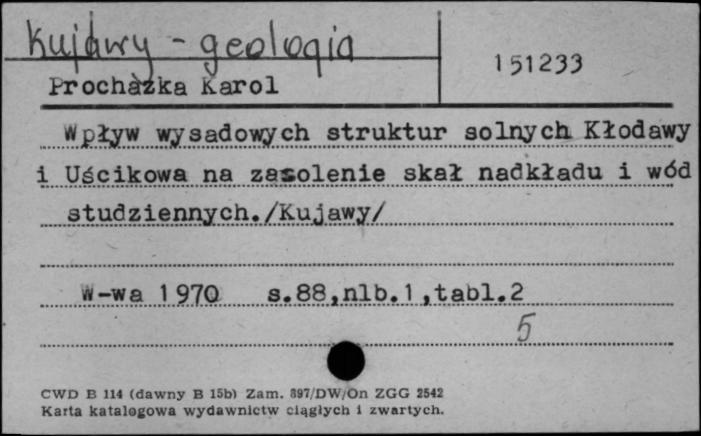 Kujawy - geologia
151233
Procházka Karol
Wpływ wysadowych struktur solnych Kłodawy
i Uścikowa na zasolenie skał nadkładu i wód
studziennych./Kujawy/
W-wa 1970 s.88,nlb.1,tabl.2
5
CWD B 114 (dawny B 15b) Zam. 897/DW/On ZGG 2542
Karta katalogowa wydawnictw ciągłych i zwartych.